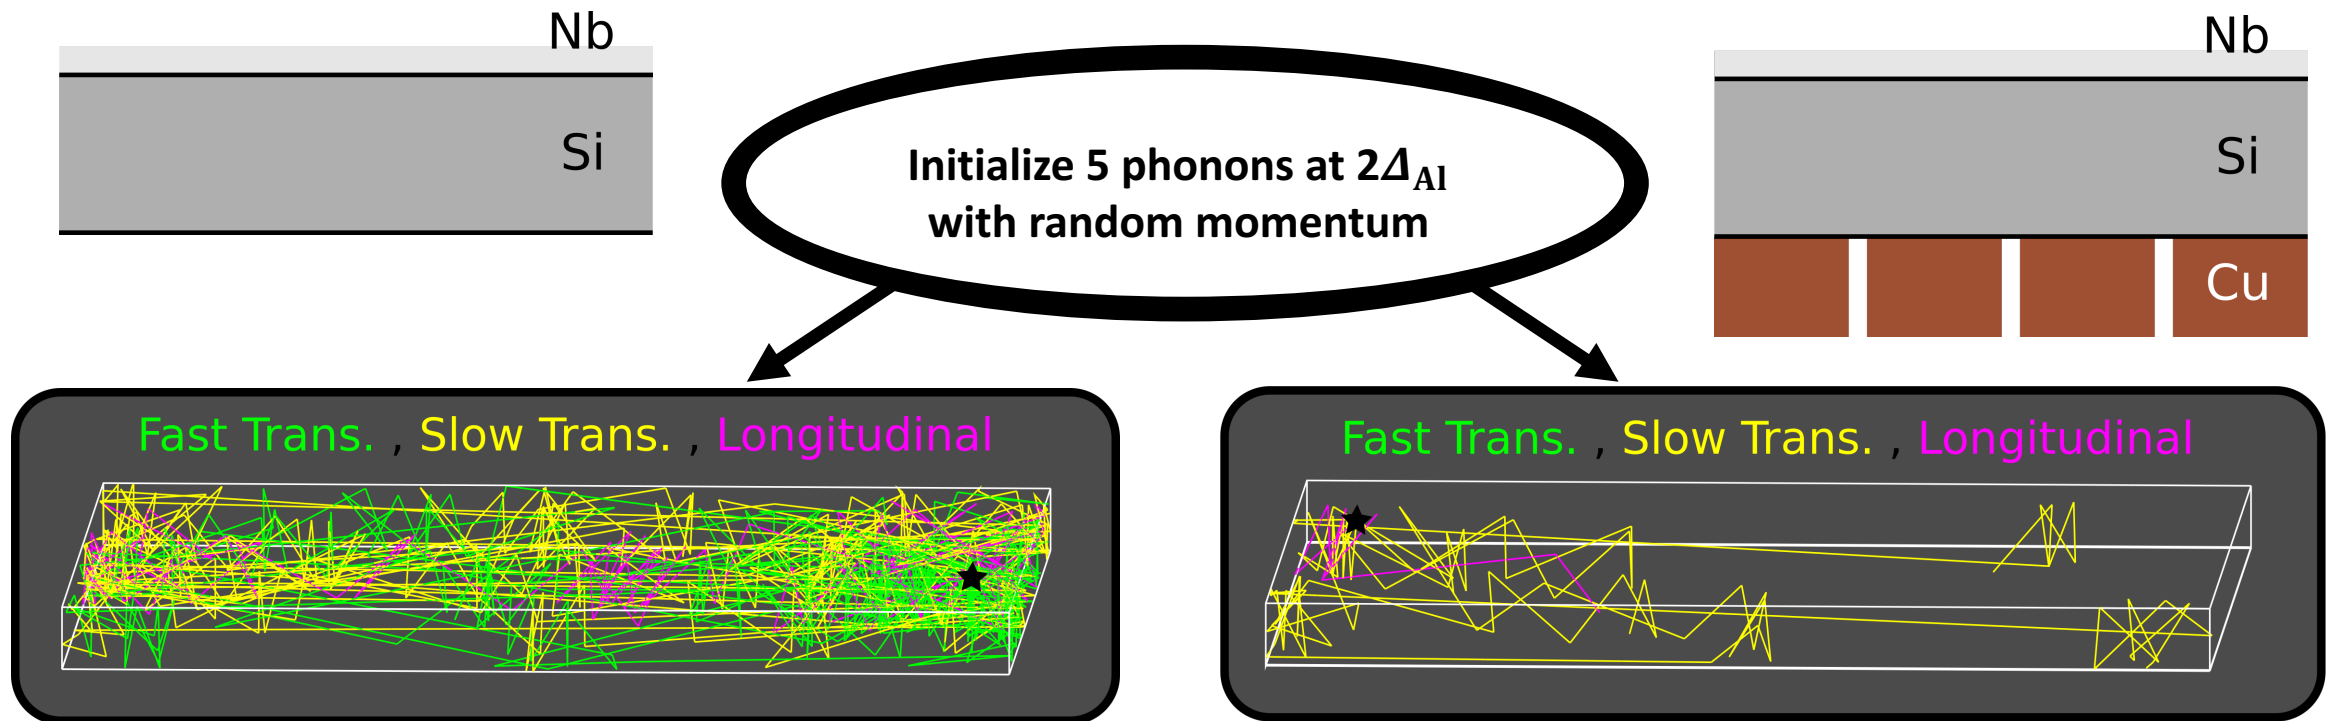 Nb
Si
Initialize 5 phonons at 2𝛥Al
with random momentum
Nb
Si
Cu
Fast Trans. , Slow Trans. , Longitudinal
Fast Trans. , Slow Trans. , Longitudinal